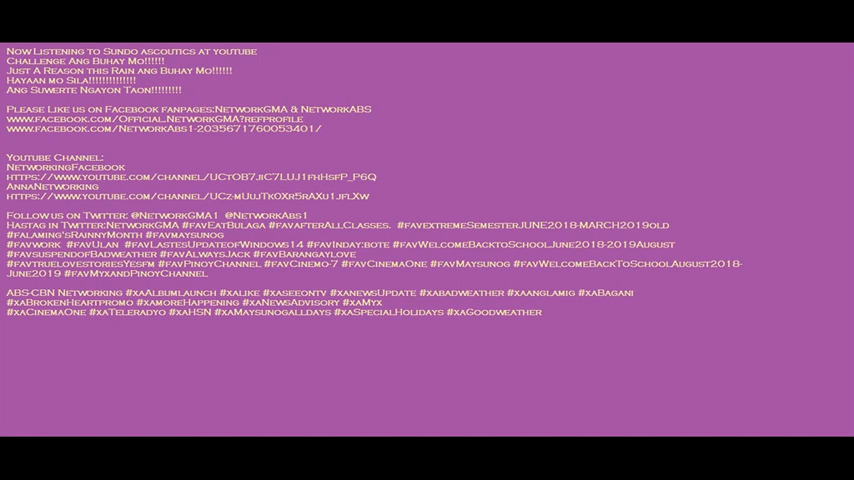 Now Listening to Sundo ascoutics at youtube
Challenge Ang Buhay Mo!!!!!!
Just A Reason this Rain ang Buhay Mo!!!!!!
Hayaan mo Sila!!!!!!!!!!!!!!
Ang Suwerte Ngayon Taon!!!!!!!!!
Please Like us on Facebook fanpages:NetworkGMA & NetworkABS
www.facebook.com/Official.NetworkGMA?refprofile
www.facebook.com/NetworkAbs1-2035671760053401/
Youtube Channel:
NetworkingFacebook
https://www.youtube.com/channel/UCtOB7JiC7LUJ1fhHsfP_P6Q
AnnaNetworking
https://www.youtube.com/channel/UCz-mUujTk0Xr5rAXu1JflXw
Follow us on Twitter: @NetworkGMA1 @NetworkAbs1
Hastag in Twitter:NetworkGMA #favEatBulaga #FavafterAllClasses. #favextremeSemesterJUNE2018-MARCH2019old
#falaming'sRainnyMonth #favmaysunog
#favwork #favUlan #favLastesUpdateofWindows14 #favInday:bote #favWelcomeBacktoSchoolJune2018-2019August
#favsuspendofBadweather #favAlwaysJack #favBarangaylove
#favtruelovestoriesYesfm #favPinoyChannel #favCinemo-7 #favCinemaOne #favMaysunog #favWelcomeBackToSchoolAugust2018-
June2019 #favMyxandPinoyChannel
ABS-CBN Networking #xaAlbumlaunch #xalike #xaseeontv #xanewsUpdate #xabadweather #xaanglamig #xaBagani
#xaBrokenHeartpromo #xamoreHappening #xaNewsAdvisory #xaMyx
#xaCinemaOne #xaTeleradyo #xaHSN #xaMaysunogalldays #xaSpecialHolidays #xaGoodweather